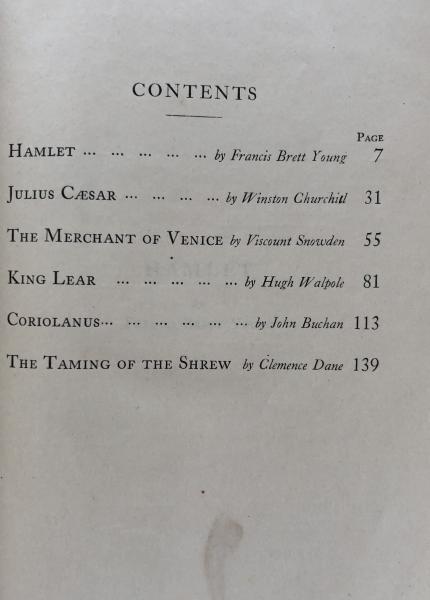 CONTENTS
PAGE
HAMLET ... ... ... ... ... by Francis Brett Young 7
JULIUS CÆSAR ... ... ... ... by Winston Churchill 31
THE MERCHANT OF VENICE by Viscount Snowden 55
KING LEAR ... ... ... ... ... by Hugh Walpole 81
CORIOLANUS... ... ... ... ... ... by John Buchan 113
THE TAMING OF THE SHREW by Clemence Dane 139
HAMLET